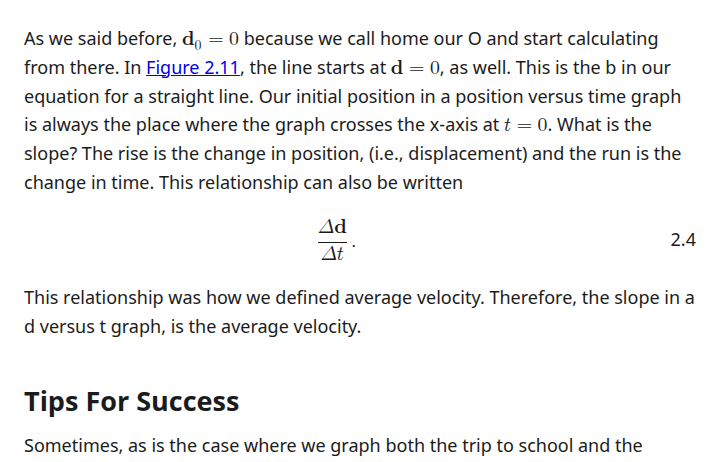 As we said before, d₀ = 0 because we call home our O and start calculating
from there. In Figure 2.11, the line starts at d = 0, as well. This is the b in our
equation for a straight line. Our initial position in a position versus time graph
is always the place where the graph crosses the x-axis at t = 0. What is the
slope? The rise is the change in position, (i.e., displacement) and the run is the
change in time. This relationship can also be written
Δd
Δt . 2.4
This relationship was how we defined average velocity. Therefore, the slope in a
d versus t graph, is the average velocity.
Tips For Success
Sometimes, as is the case where we graph both the trip to school and the